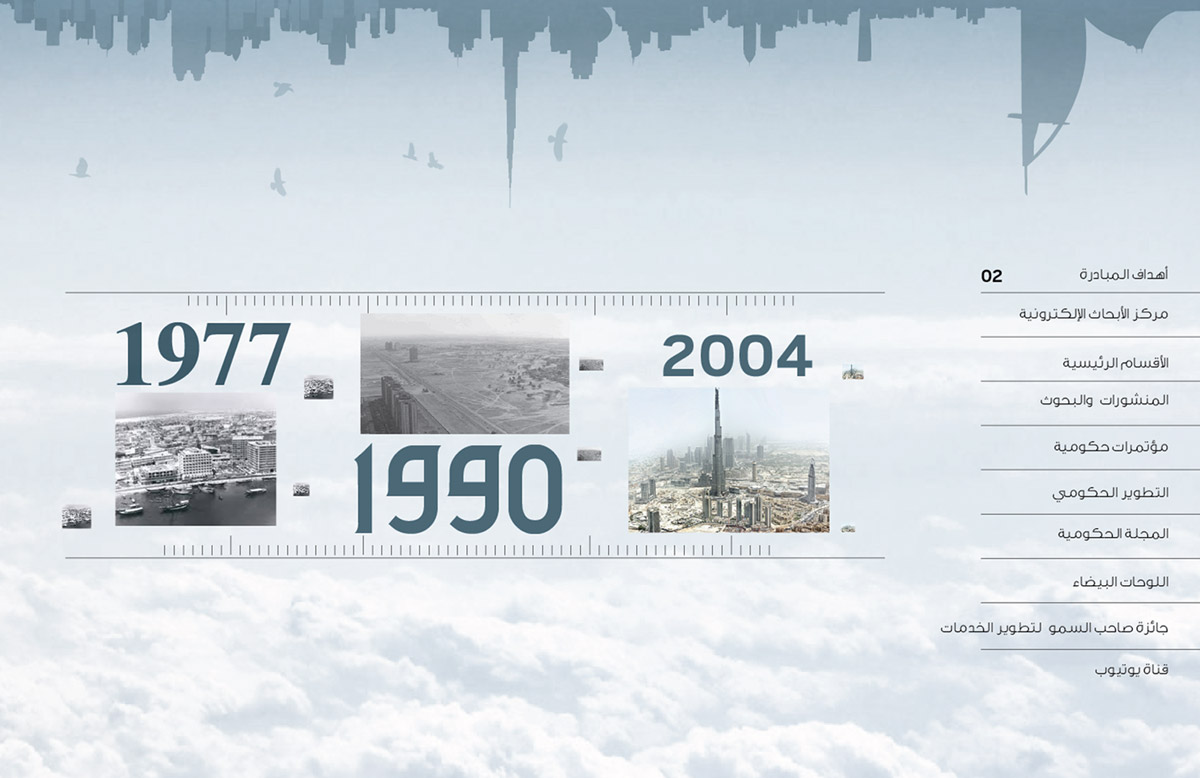 1977
1990
2004
أهداف المبادرة 02
مركز الأبحاث الإلكترونية
الأقسام الرئيسية
المنشورات والبحوث
مؤتمرات حكومية
التطوير الحكومي
المجلة الحكومية
اللوحات البيضاء
جائزة صاحب السمو لتطوير الخدمات
قناة يوتيوب